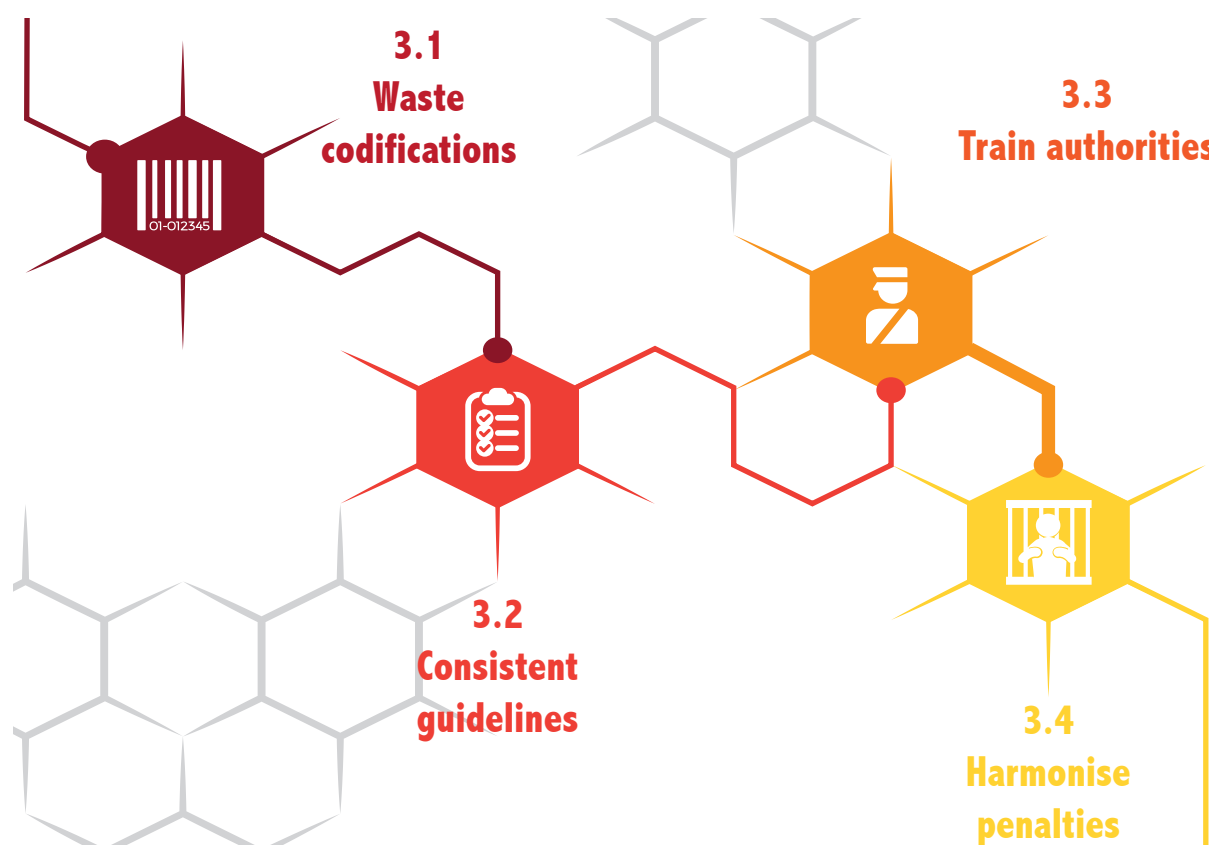 3.1
Waste
codifications
01-012345
3.3
Train authorities
3.2
Consistent
guidelines
3.4
Harmonise
penalties